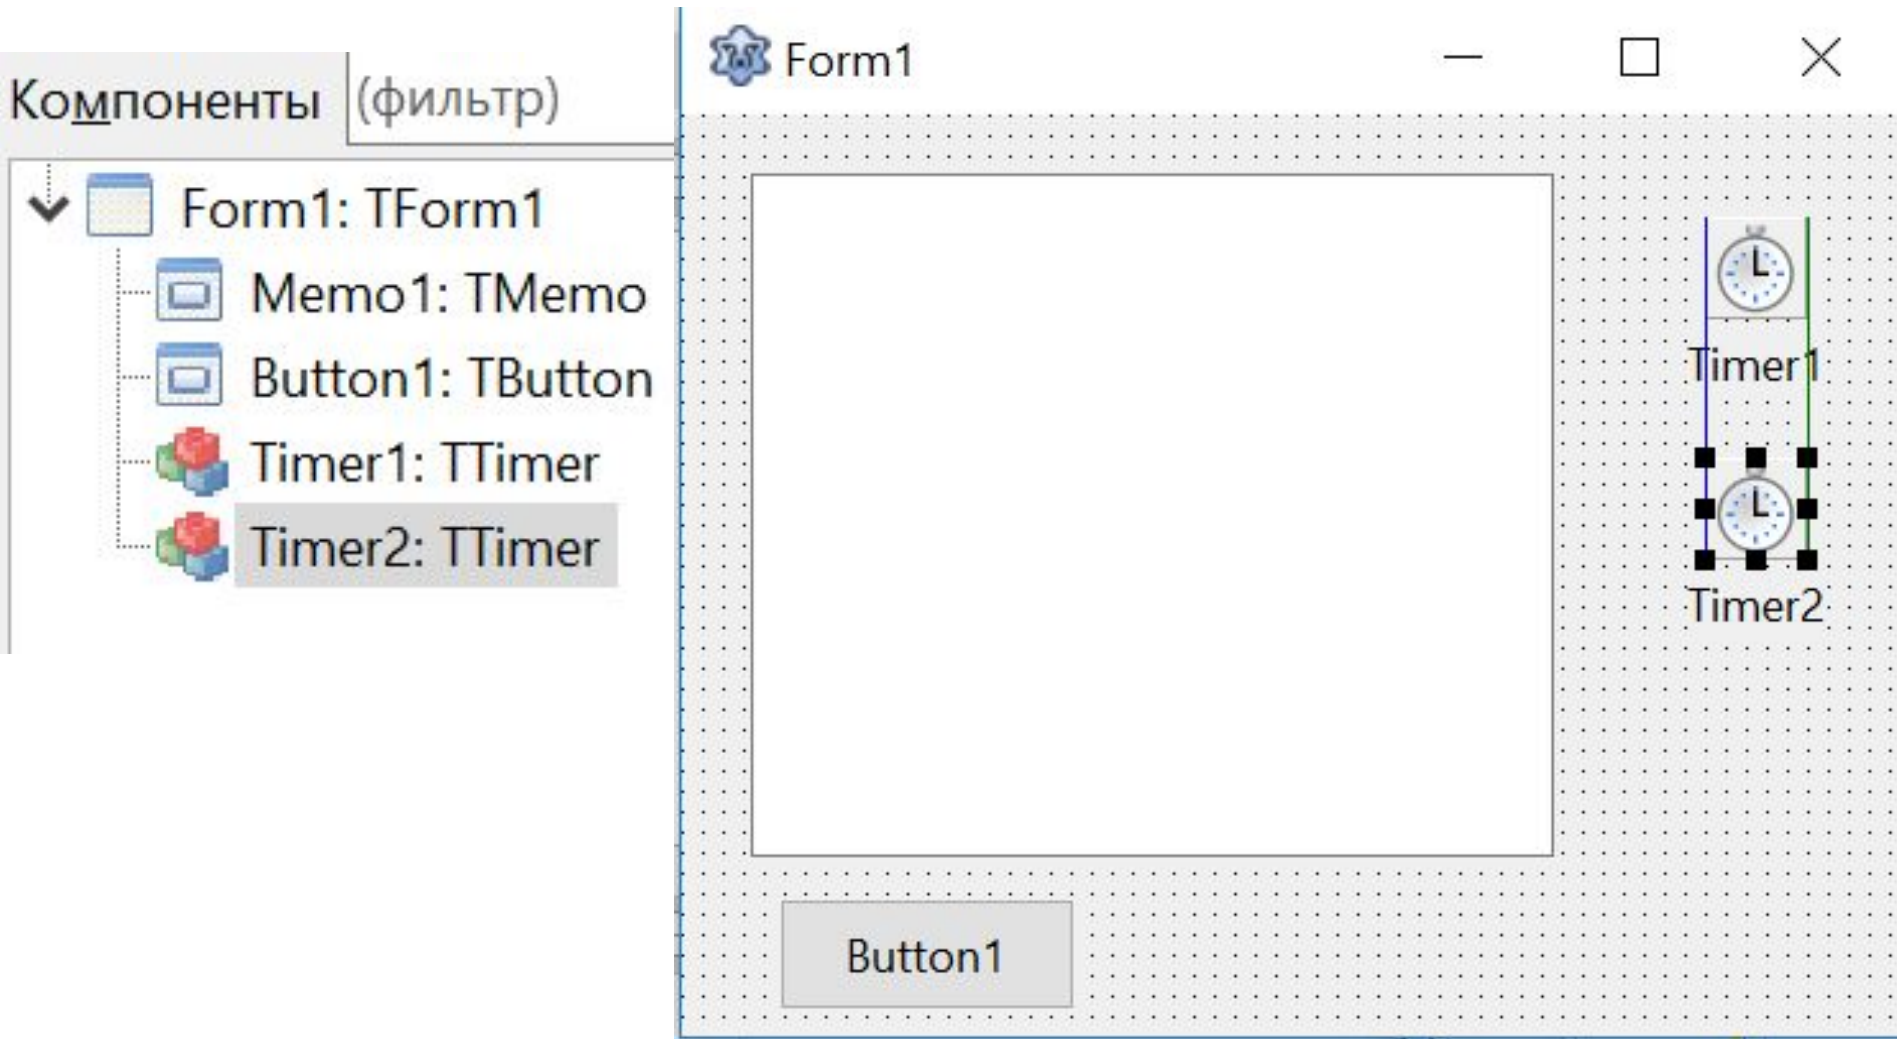 Компоненты (фильтр)
Form1: TForm1
Memo1: TMemo
Button1: TButton
Timer1: TTimer
Timer2: TTimer
Form1
Timer1
Timer2
Button1